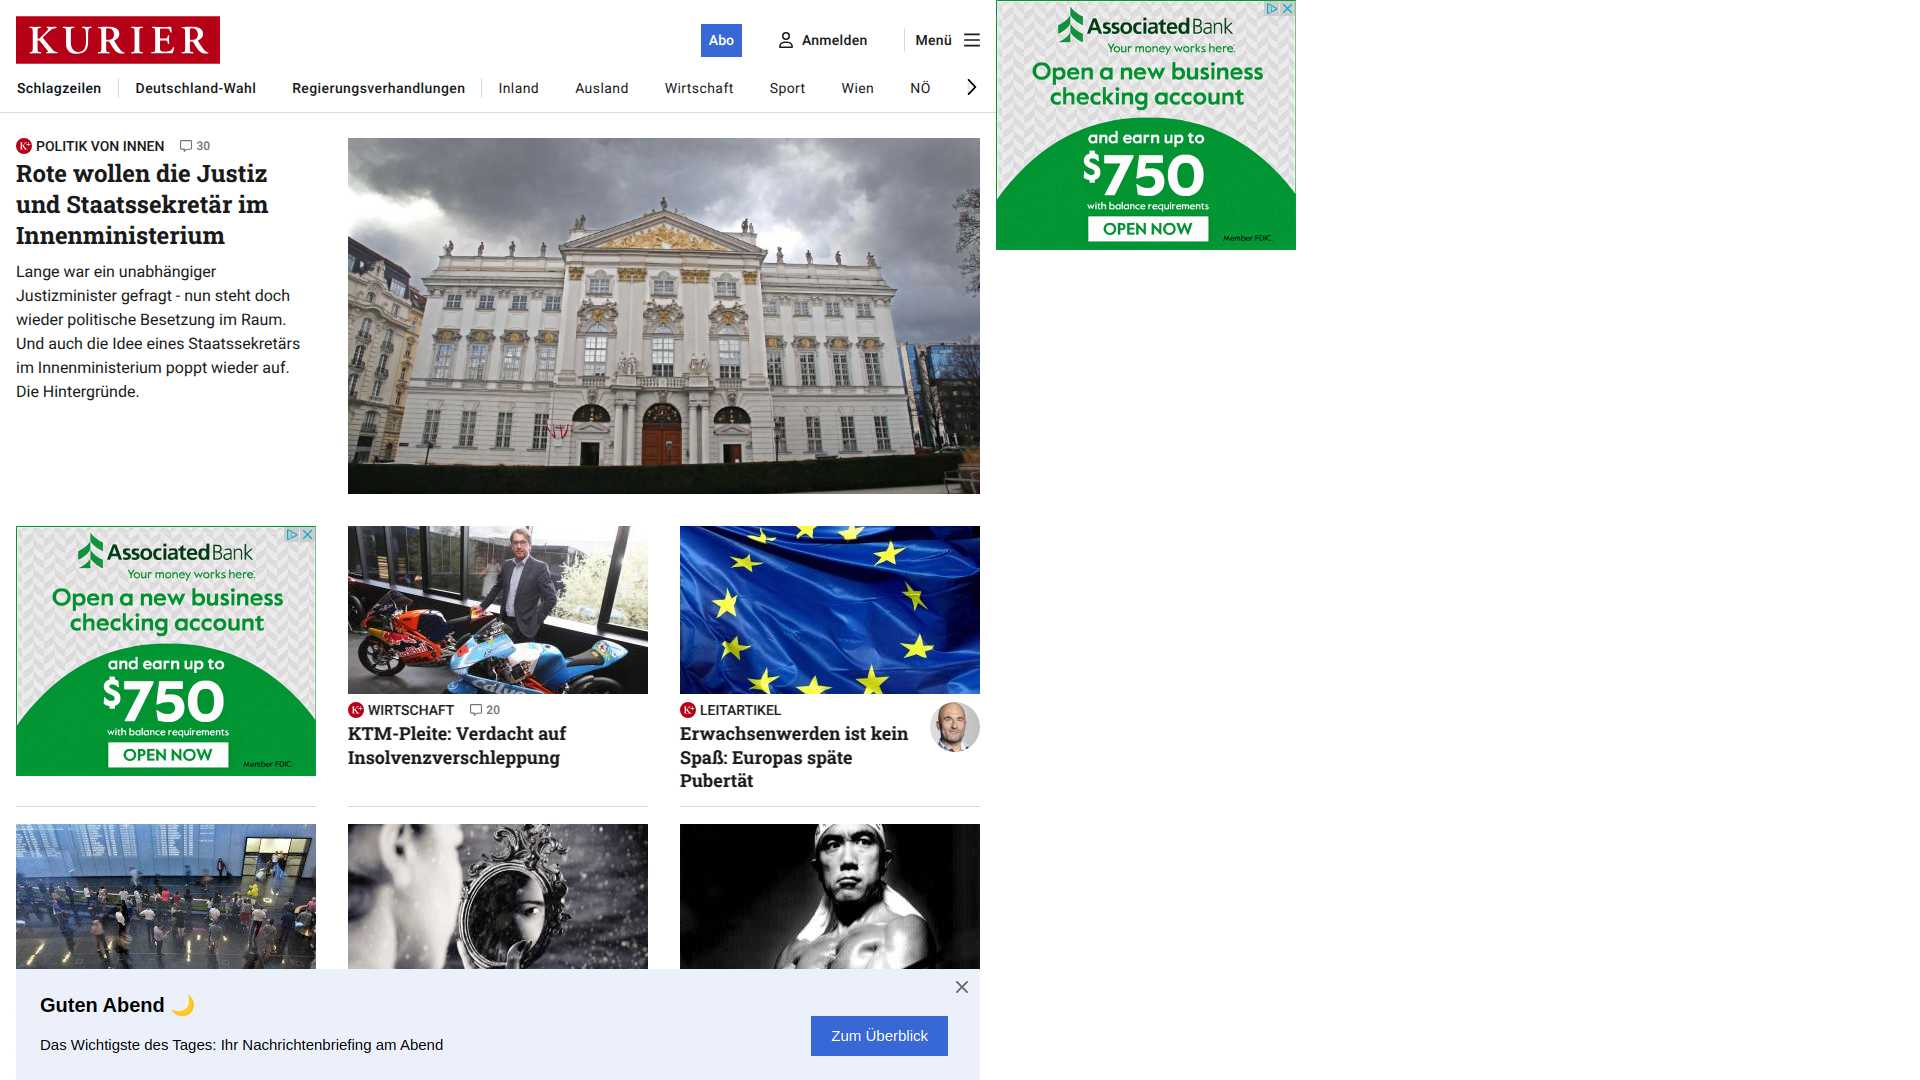 KURIER
Abo
Anmelden
Menü
Schlagzeilen
Deutschland-Wahl
Regierungsverhandlungen
Inland
Ausland
Wirtschaft
Sport
Wien
NÖ
POLITIK VON INNEN
30
Rote wollen die Justiz
und Staatssekretär im
Innenministerium
Lange war ein unabhängiger
Justizminister gefragt - nun steht doch
wieder politische Besetzung im Raum.
Und auch die Idee eines Staatssekretärs
im Innenministerium poppt wieder auf.
Die Hintergründe.
Associated Bank
Your money works here.
Open a new business
checking account
and earn up to
$750
with balance requirements
OPEN NOW
Member FDIC.
Associated Bank
Your money works here.
Open a new business
checking account
and earn up to
$750
with balance requirements
OPEN NOW
Member FDIC.
K+ WIRTSCHAFT
20
KTM-Pleite: Verdacht auf
Insolvenzverschleppung
K+ LEITARTIKEL
Erwachsenwerden ist kein
Spaß: Europas späte
Pubertät
Guten Abend 🌙
Das Wichtigste des Tages: Ihr Nachrichtenbriefing am Abend
Zum Überblick